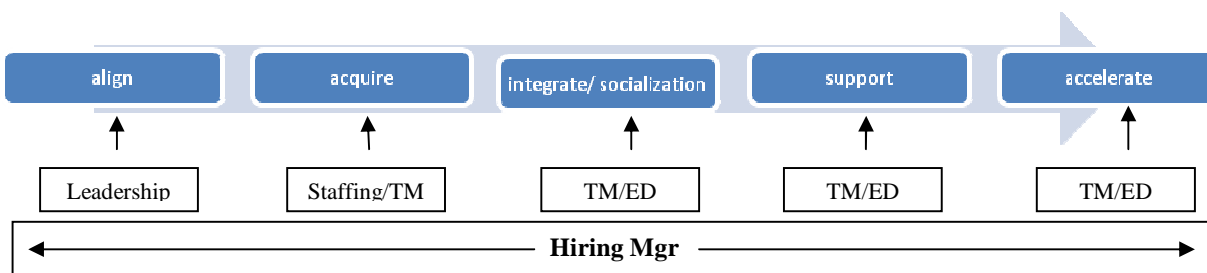 align
acquire
integrate/ socialization
support
accelerate
Leadership
Staffing/TM
TM/ED
TM/ED
TM/ED
Hiring Mgr